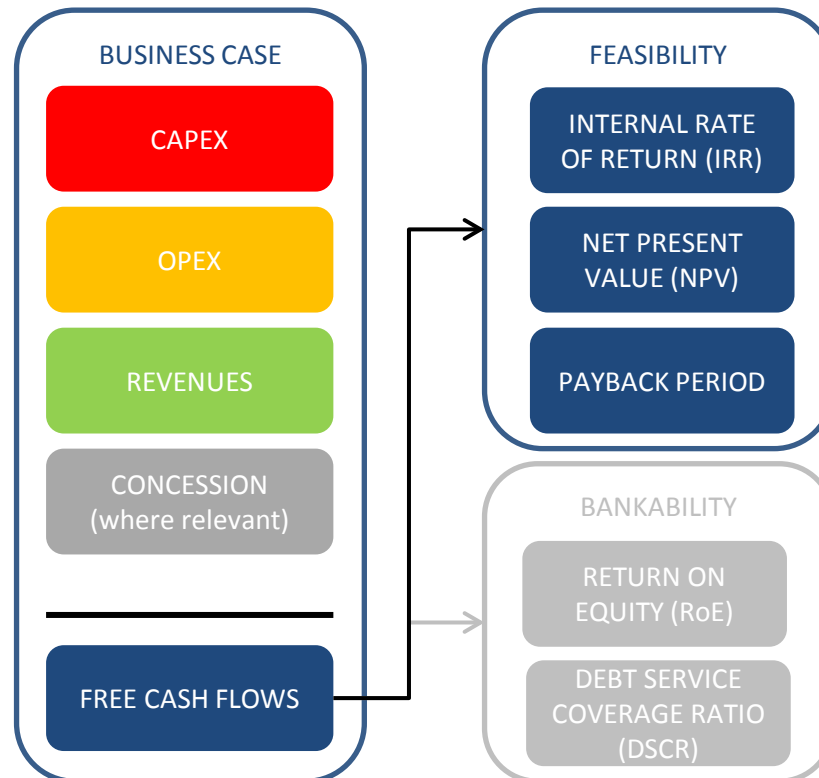 BUSINESS CASE
CAPEX
OPEX
REVENUES
CONCESSION
(where relevant)
FREE CASH FLOWS
FEASIBILITY
INTERNAL RATE
OF RETURN (IRR)
NET PRESENT
VALUE (NPV)
PAYBACK PERIOD
BANKABILITY
RETURN ON
EQUITY (RoE)
DEBT SERVICE
COVERAGE RATIO
(DSCR)